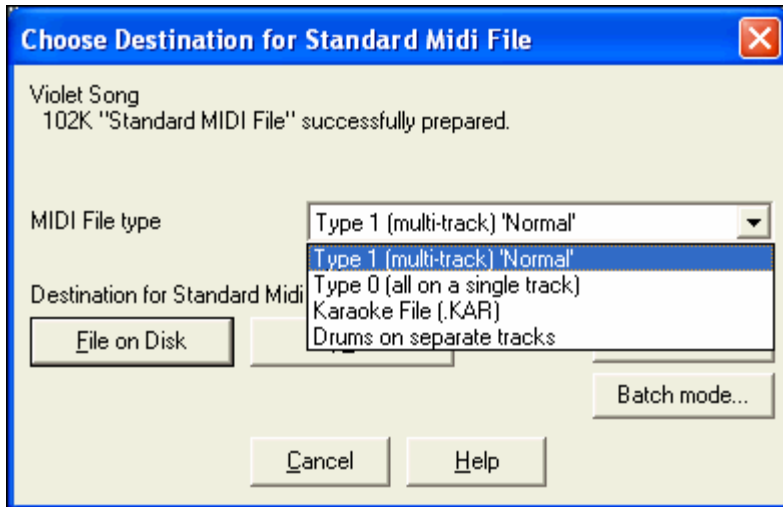 Choose Destination for Standard Midi File
Violet Song
102K "Standard MIDI File" successfully prepared.
MIDI File type
Type 1 (multi-track) 'Normal'
Type 1 (multi-track) 'Normal'
Type 0 (all on a single track)
Karaoke File (.KAR)
Drums on separate tracks
Destination for Standard Midi
File on Disk
Batch mode...
Cancel
Help